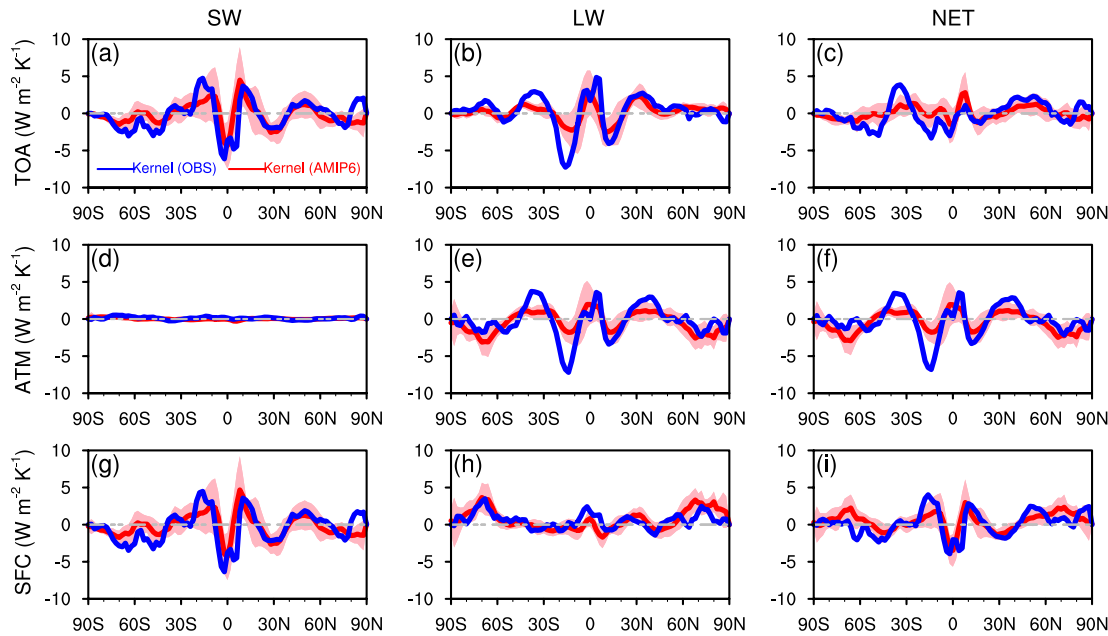 SW LW NET
10 (a) 10 (b) 10 (c)
5 5 5
0 0 0
-5 -5 -5
-10 -10 -10
TOA (W m⁻² K⁻¹)
Kernel (OBS) Kernel (AMIP6)
90S 60S 30S 0 30N 60N 90N 90S 60S 30S 0 30N 60N 90N 90S 60S 30S 0 30N 60N 90N
10 (d) 10 (e) 10 (f)
5 5 5
0 0 0
-5 -5 -5
-10 -10 -10
ATM (W m⁻² K⁻¹)
90S 60S 30S 0 30N 60N 90N 90S 60S 30S 0 30N 60N 90N 90S 60S 30S 0 30N 60N 90N
10 (g) 10 (h) 10 (i)
5 5 5
0 0 0
-5 -5 -5
-10 -10 -10
SFC (W m⁻² K⁻¹)
90S 60S 30S 0 30N 60N 90N 90S 60S 30S 0 30N 60N 90N 90S 60S 30S 0 30N 60N 90N